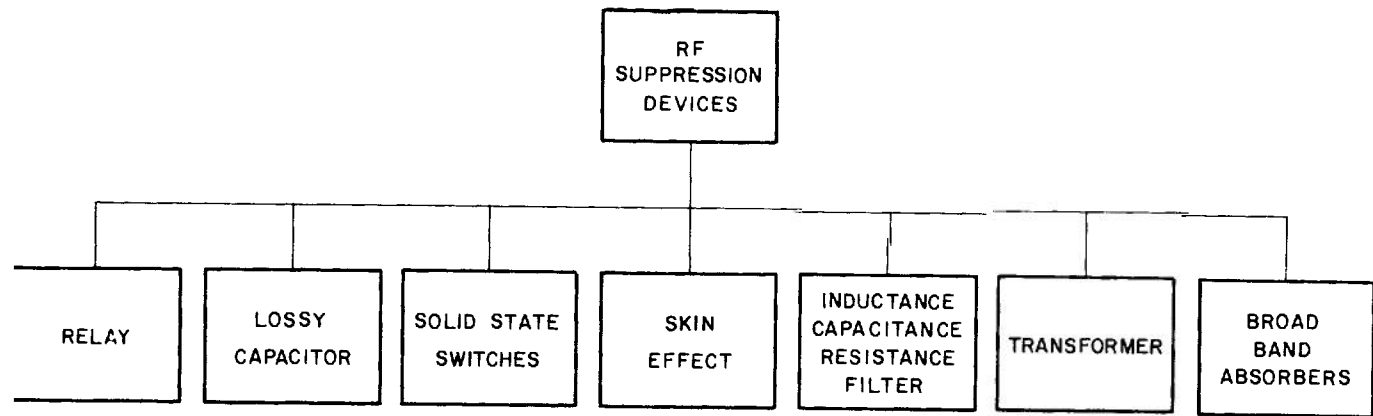 RF
SUPPRESSION
DEVICES
RELAY
LOSSY
CAPACITOR
SOLID STATE
SWITCHES
SKIN
EFFECT
INDUCTANCE
CAPACITANCE
RESISTANCE
FILTER
TRANSFORMER
BROAD
BAND
ABSORBERS